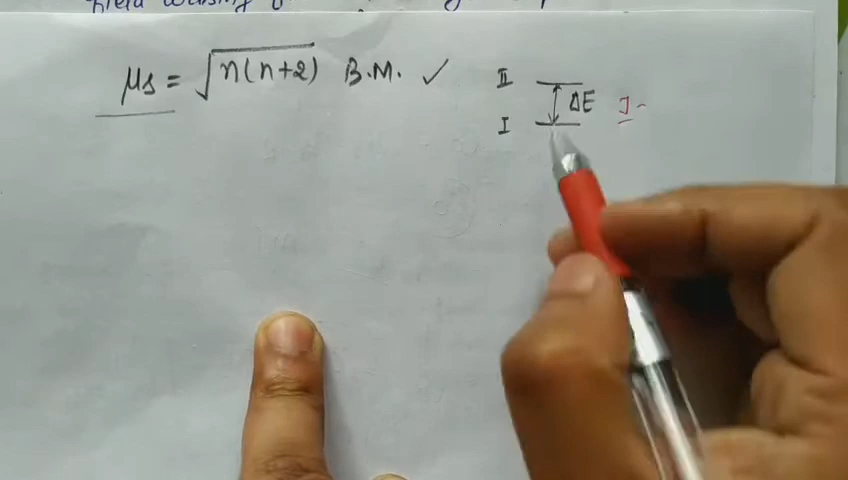 μs = √n(n+2) B.M. ✓
II
ΔE
I